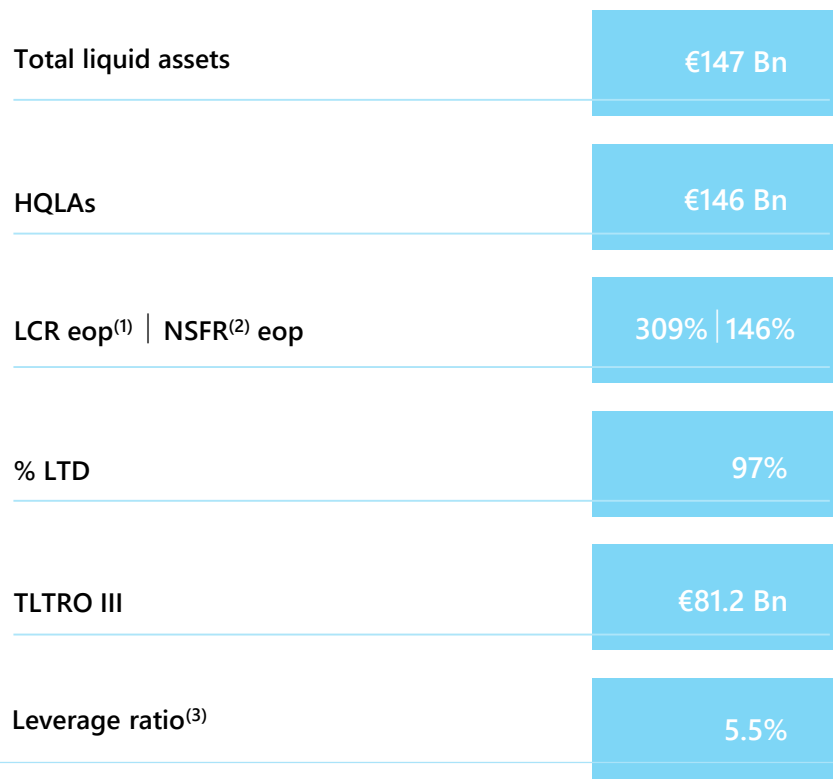 Total liquid assets €147 Bn
HQLAs €146 Bn
LCR eop(1) | NSFR(2) eop 309% | 146%
% LTD 97%
TLTRO III €81.2 Bn
Leverage ratio(3) 5.5%